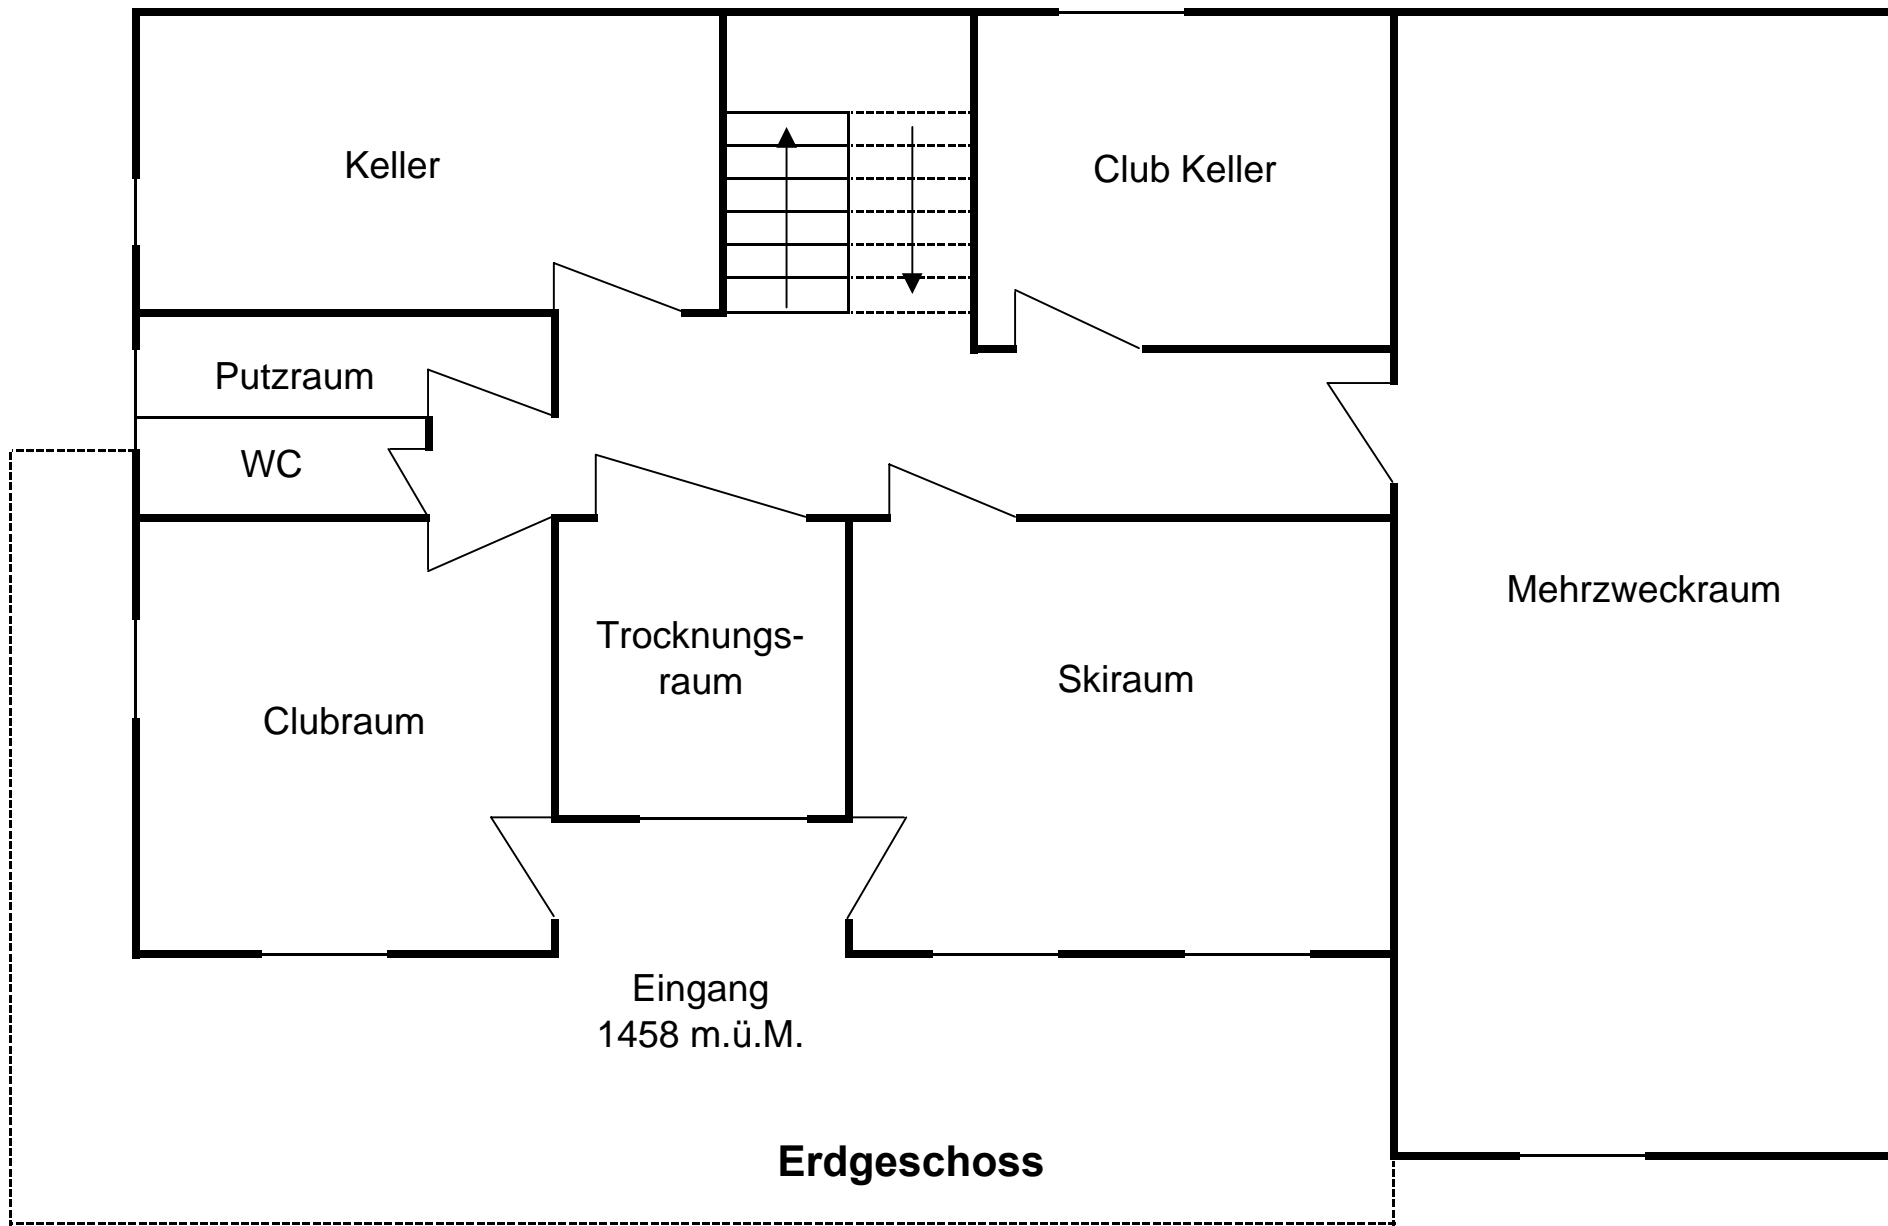 Keller
Club Keller
Putzraum
WC
Mehrzweckraum
Trocknungs-
raum
Skiraum
Clubraum
Eingang
1458 m.ü.M.
Erdgeschoss